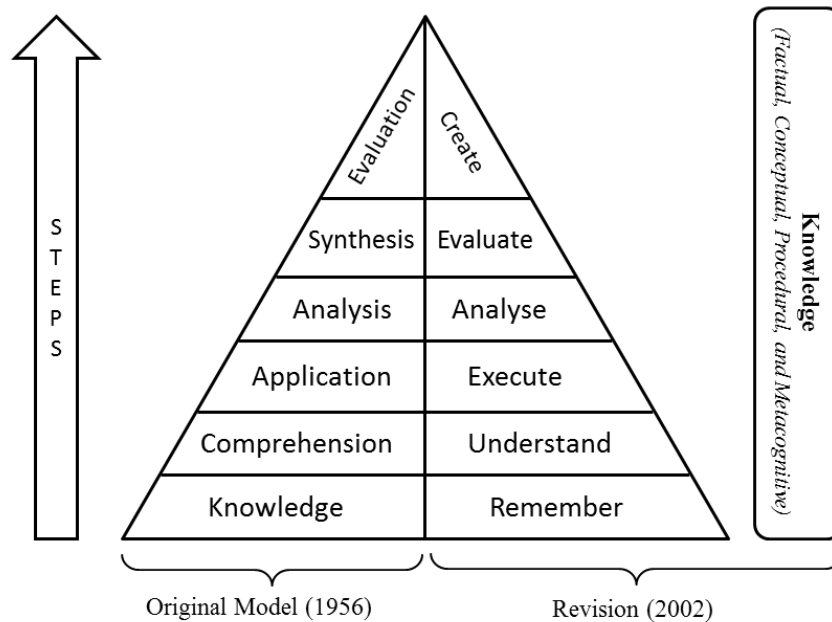 STEPS
Evaluation
Create
Synthesis
Evaluate
Analysis
Analyse
Application
Execute
Comprehension
Understand
Knowledge
Remember
Knowledge
(Factual, Conceptual, Procedural, and Metacognitive)
Original Model (1956)
Revision (2002)